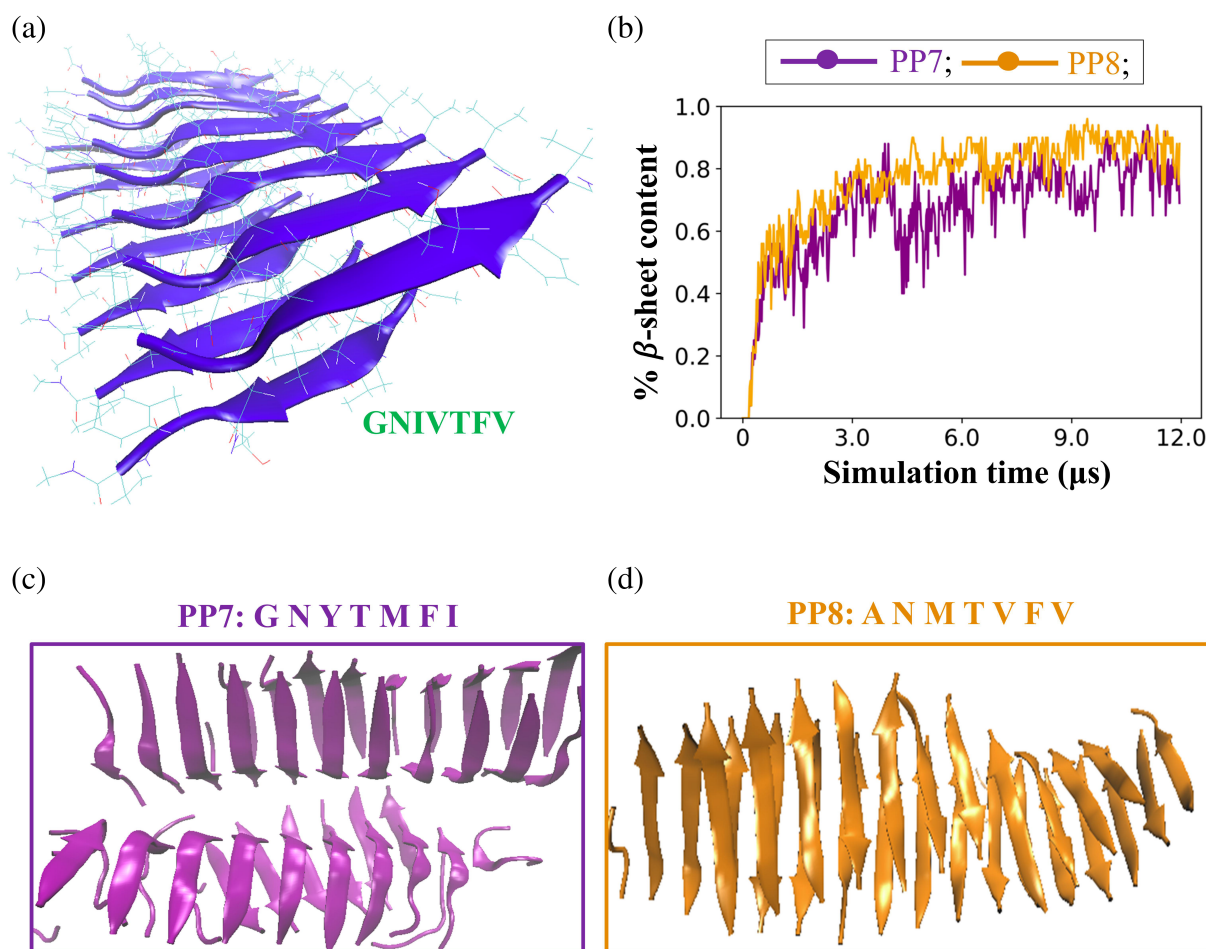 (a)
GNIVTFV
(b)
PP7; PP8;
% β-sheet content
1.0
0.8
0.6
0.4
0.2
0.0
0 3.0 6.0 9.0 12.0
Simulation time (μs)
(c)
PP7: G N Y T M F I
(d)
PP8: A N M T V F V